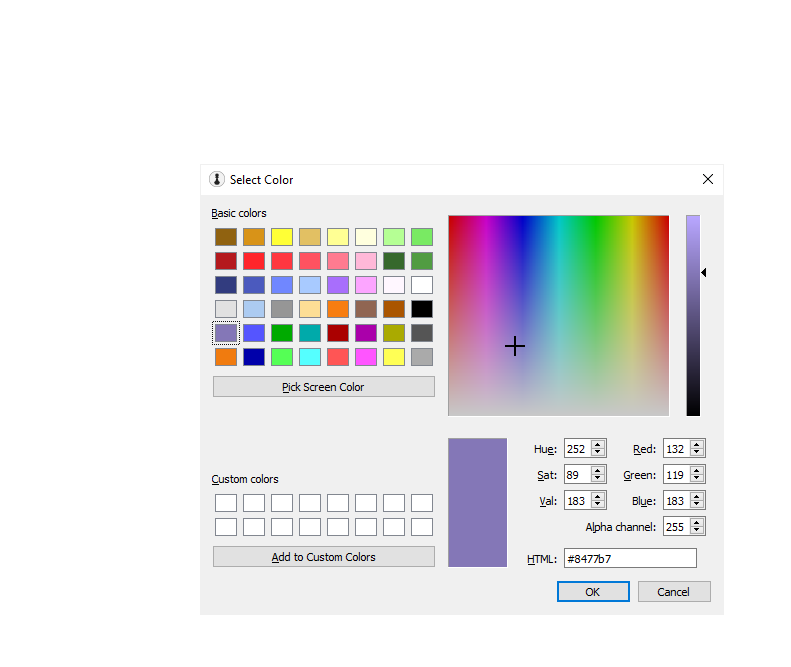 Select Color
Basic colors
Pick Screen Color
Custom colors
Add to Custom Colors
Hue: 252 Red: 132
Sat: 89 Green: 119
Val: 183 Blue: 183
Alpha channel: 255
HTML: #8477b7
OK Cancel